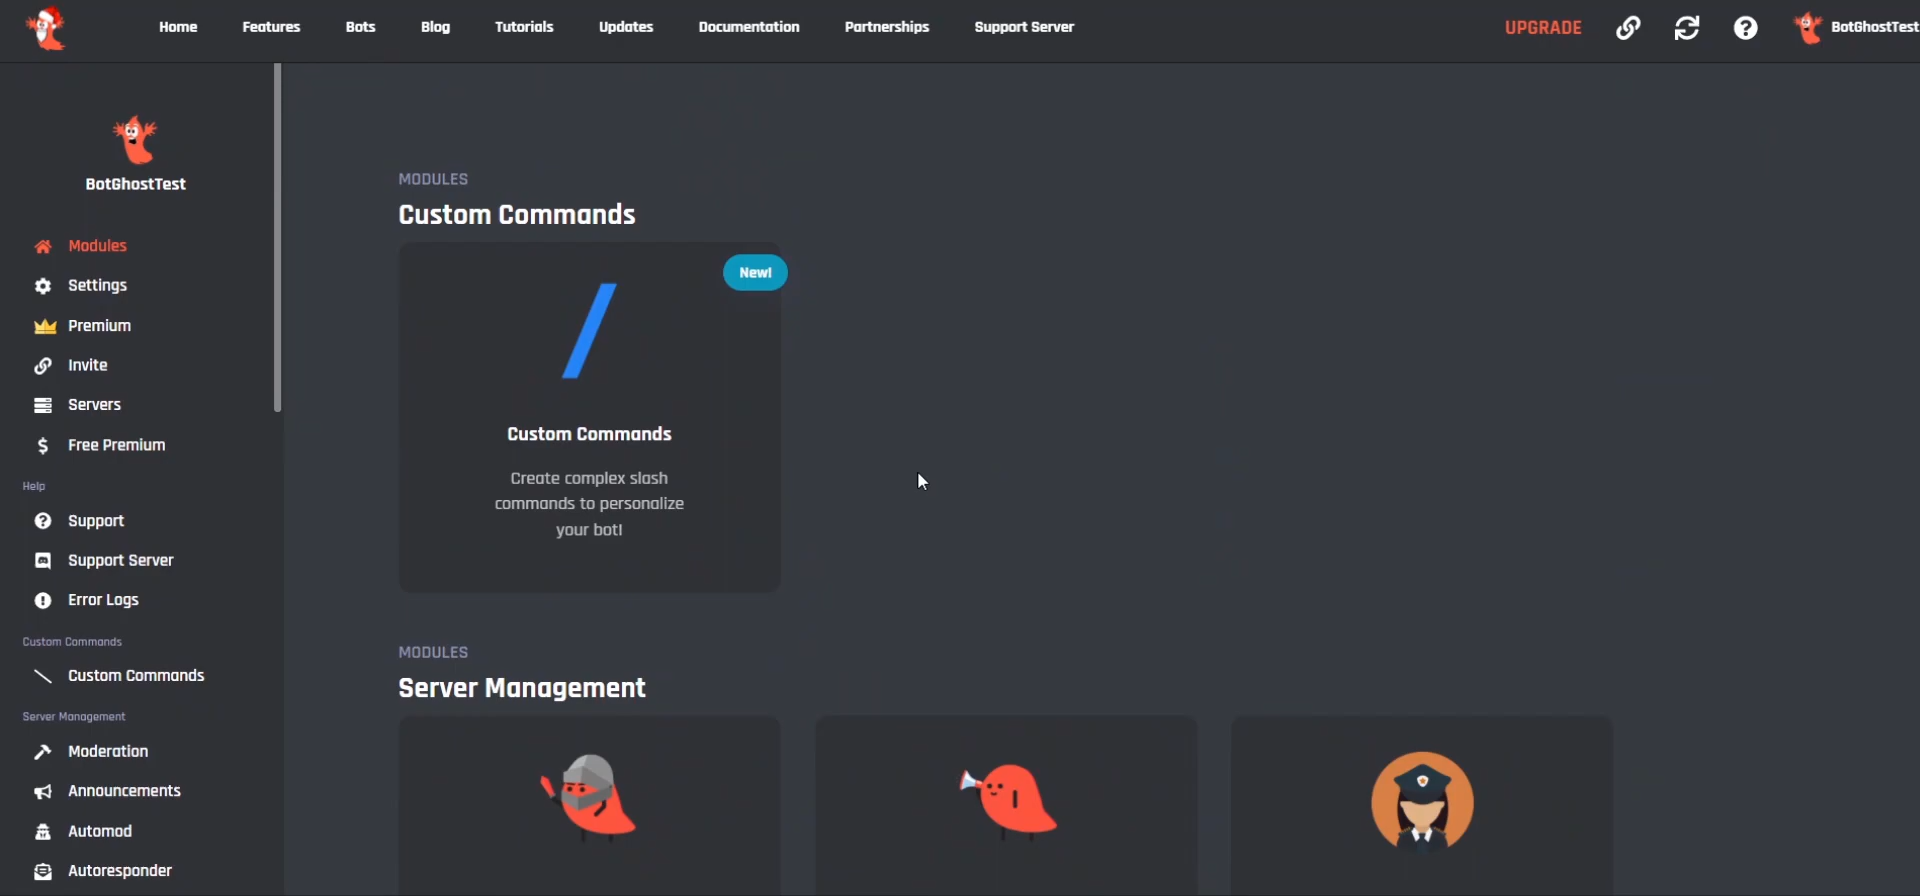 Home Features Bots Blog Tutorials Updates Documentation Partnerships Support Server UPGRADE BotGhostTest
BotGhostTest
Modules
Settings
Premium
Invite
Servers
Free Premium
Help
Support
Support Server
Error Logs
Custom Commands
Custom Commands
Server Management
Moderation
Announcements
Automod
Autoresponder
MODULES
Custom Commands
New!
Custom Commands
Create complex slash
commands to personalize
your bot!
MODULES
Server Management